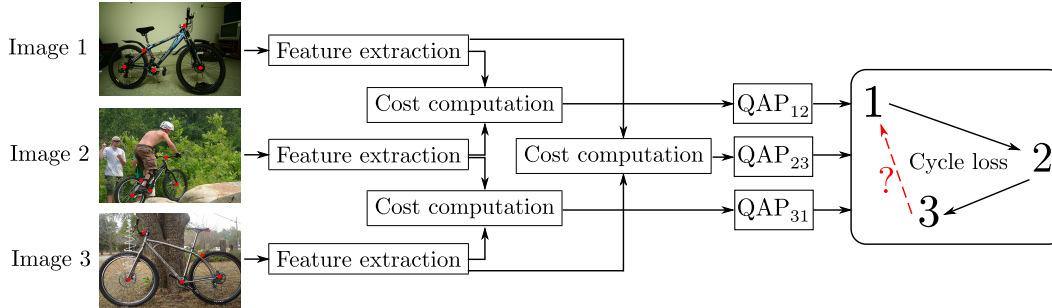 Image 1
Feature extraction
Cost computation
QAP12
1
Image 2
Feature extraction
Cost computation
QAP23
Cycle loss
2
?
Cost computation
QAP31
3
Image 3
Feature extraction